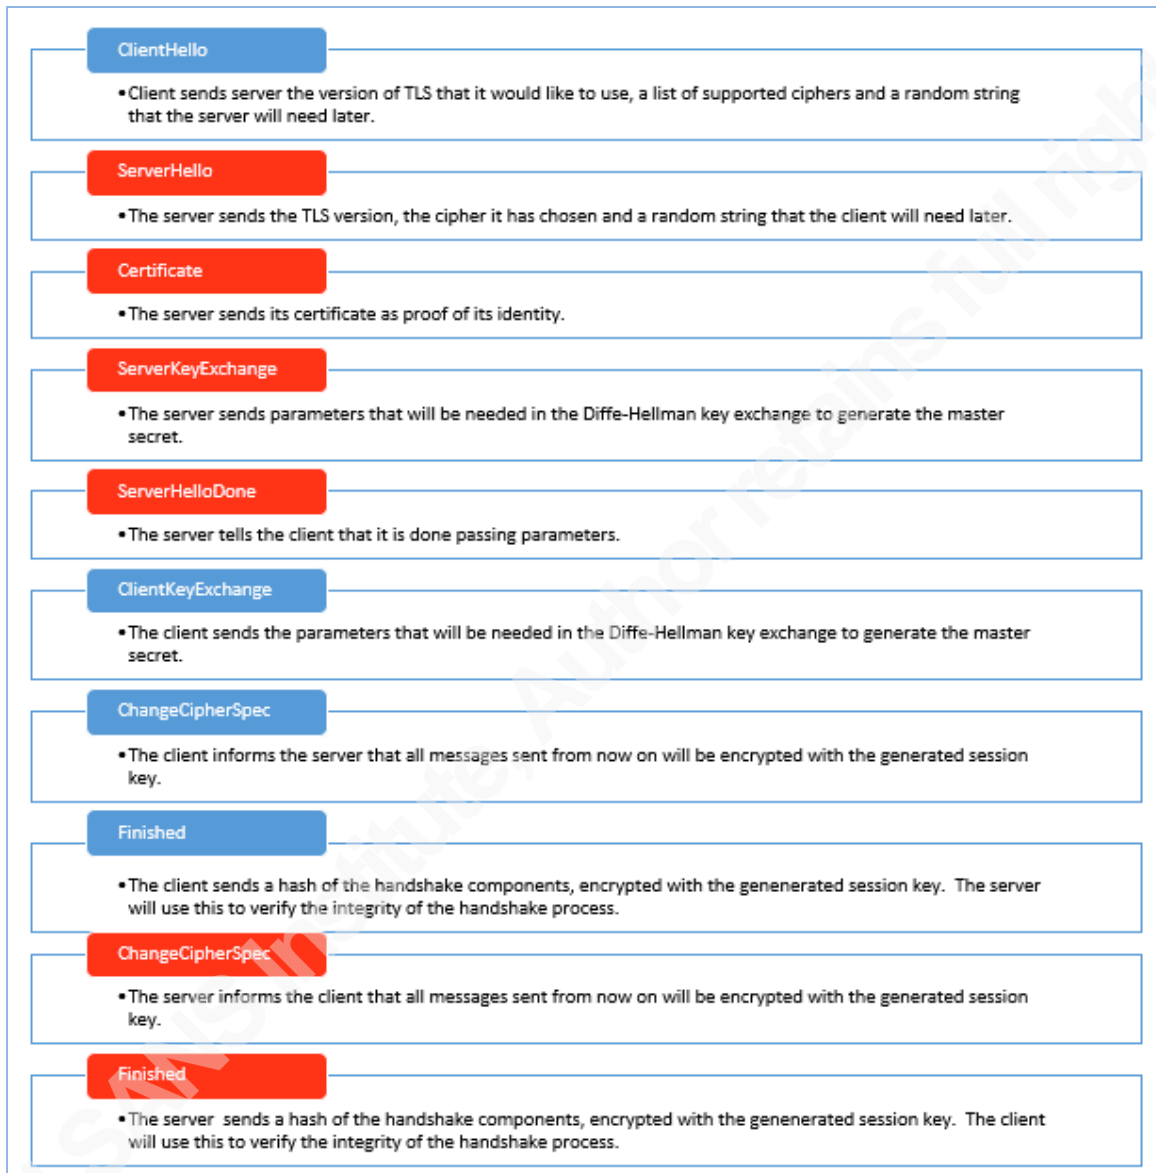 ClientHello
•Client sends server the version of TLS that it would like to use, a list of supported ciphers and a random string
that the server will need later.
ServerHello
•The server sends the TLS version, the cipher it has chosen and a random string that the client will need later.
Certificate
•The server sends its certificate as proof of its identity.
ServerKeyExchange
•The server sends parameters that will be needed in the Diffe-Hellman key exchange to generate the master
secret.
ServerHelloDone
•The server tells the client that it is done passing parameters.
ClientKeyExchange
•The client sends the parameters that will be needed in the Diffe-Hellman key exchange to generate the master
secret.
ChangeCipherSpec
•The client informs the server that all messages sent from now on will be encrypted with the generated session
key.
Finished
•The client sends a hash of the handshake components, encrypted with the genenerated session key.  The server
will use this to verify the integrity of the handshake process.
ChangeCipherSpec
•The server informs the client that all messages sent from now on will be encrypted with the generated session
key.
Finished
•The server  sends a hash of the handshake components, encrypted with the genenerated session key.  The client
will use this to verify the integrity of the handshake process.
SANS Institute, Author retains full